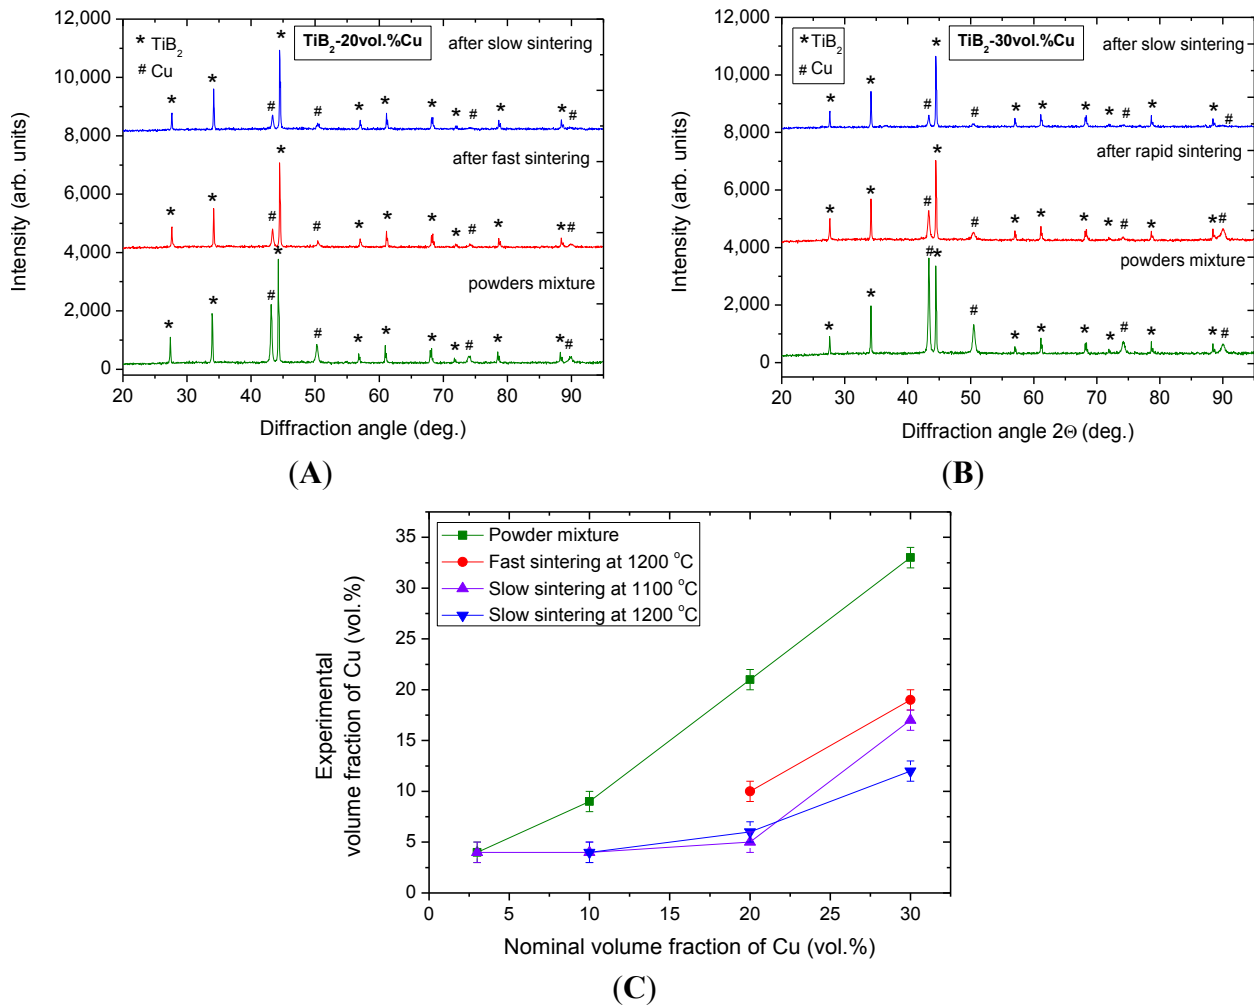 12,000
10,000
8,000
6,000
4,000
2,000
0
Intensity (arb. units)
* TiB2
# Cu
TiB2-20vol.%Cu
after slow sintering
after fast sintering
powders mixture
* * # * # * * * * # * * #
* * # * # * * * * # * * #
* * # * # * * * * # * * #
20 30 40 50 60 70 80 90
Diffraction angle (deg.)
(A)
12,000
10,000
8,000
6,000
4,000
2,000
0
Intensity (arb. units)
* TiB2
# Cu
TiB2-30vol.%Cu
after slow sintering
after rapid sintering
powders mixture
* * # * # * * * * # * * #
* * # * # * * * * # * * #
* * # * # * * * * # * * #
20 30 40 50 60 70 80 90
Diffraction angle 2Θ (deg.)
(B)
35
30
25
20
15
10
5
0
Experimental
volume fraction of Cu (vol.%)
Powder mixture
Fast sintering at 1200 °C
Slow sintering at 1100 °C
Slow sintering at 1200 °C
0 5 10 15 20 25 30
Nominal volume fraction of Cu (vol.%)
(C)